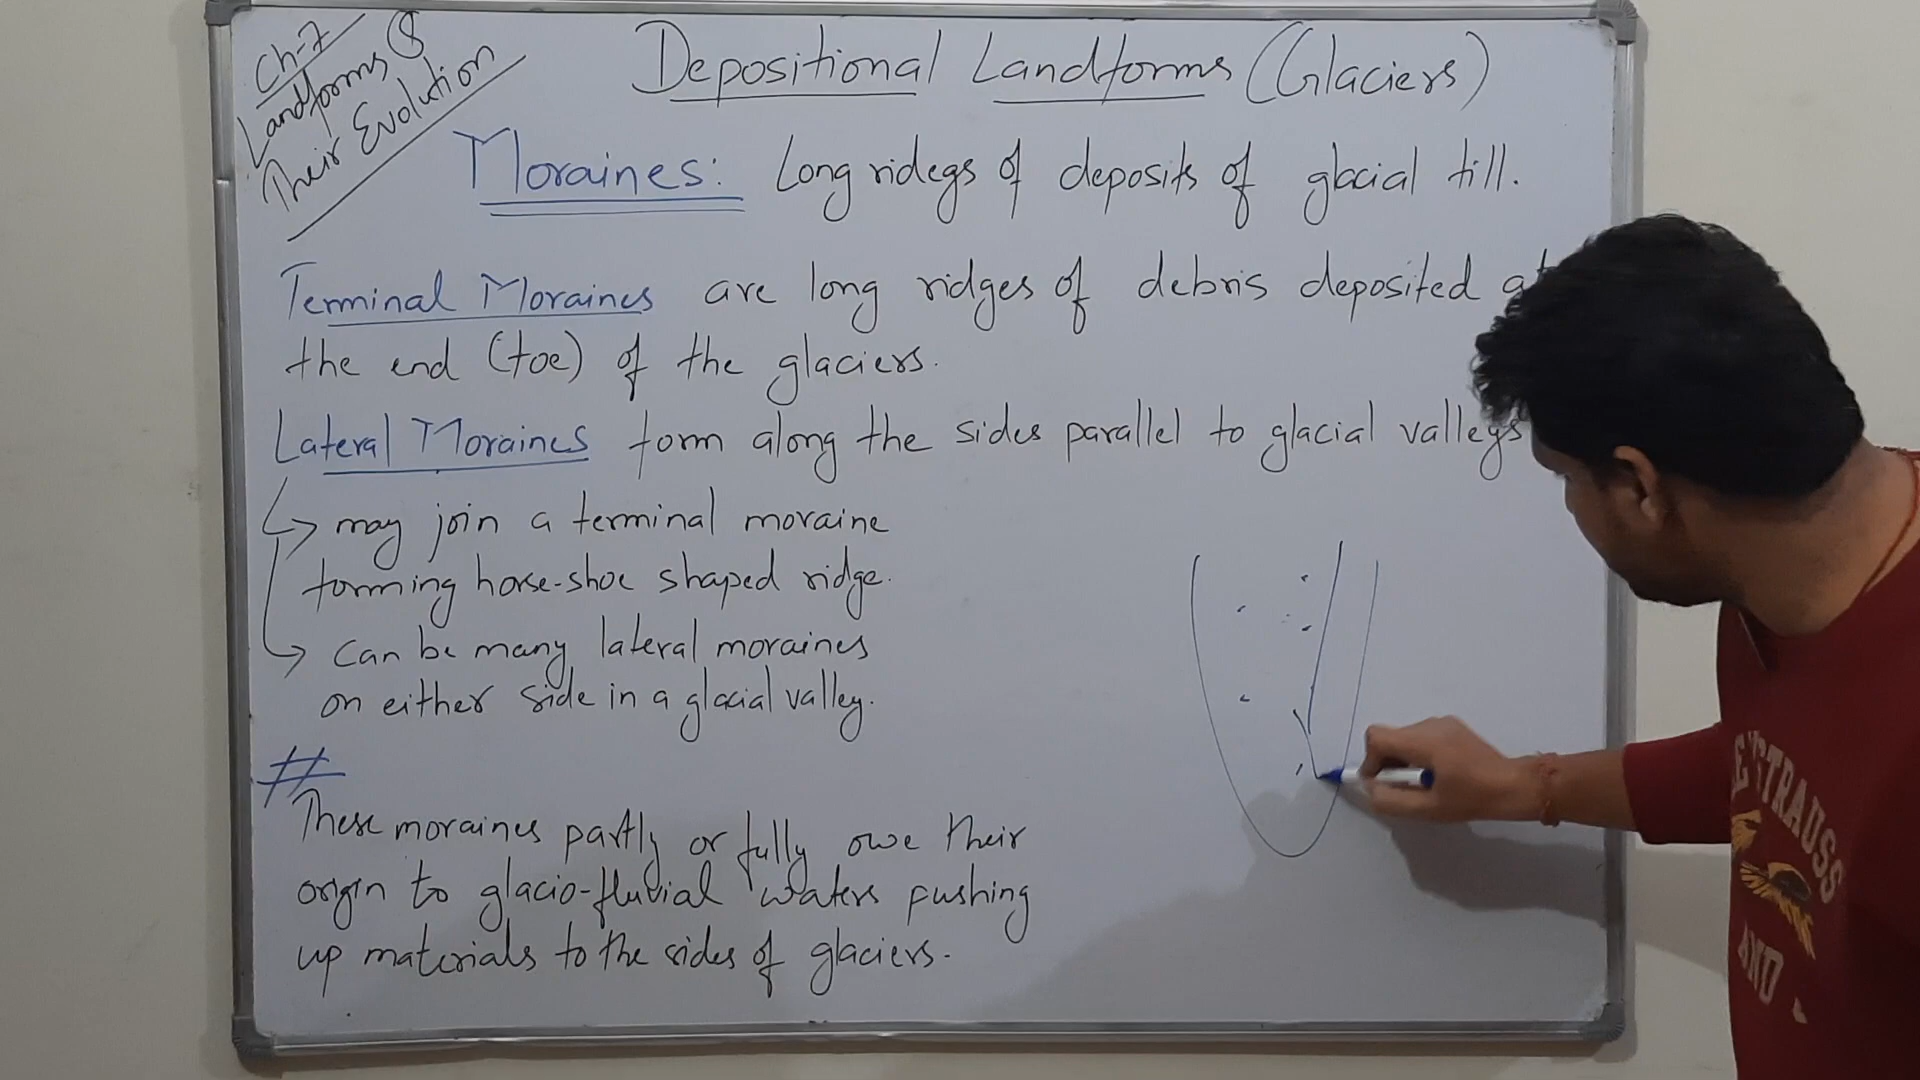 Ch-7
Landforms &
Their Evolution
Depositional Landforms (Glaciers)
Moraines: Long ridegs of deposits of glacial till.
Terminal Moraines are long ridges of debris deposited at
the end (toe) of the glaciers.
Lateral Moraines form along the sides parallel to glacial valleys
↳ may join a terminal moraine
forming horse-shoe shaped ridge.
↳ can be many lateral moraines
on either side in a glacial valley.
#
These moraines partly or fully owe their
origin to glacio-fluvial waters pushing
up materials to the sides of glaciers.
STRAUSS
AND